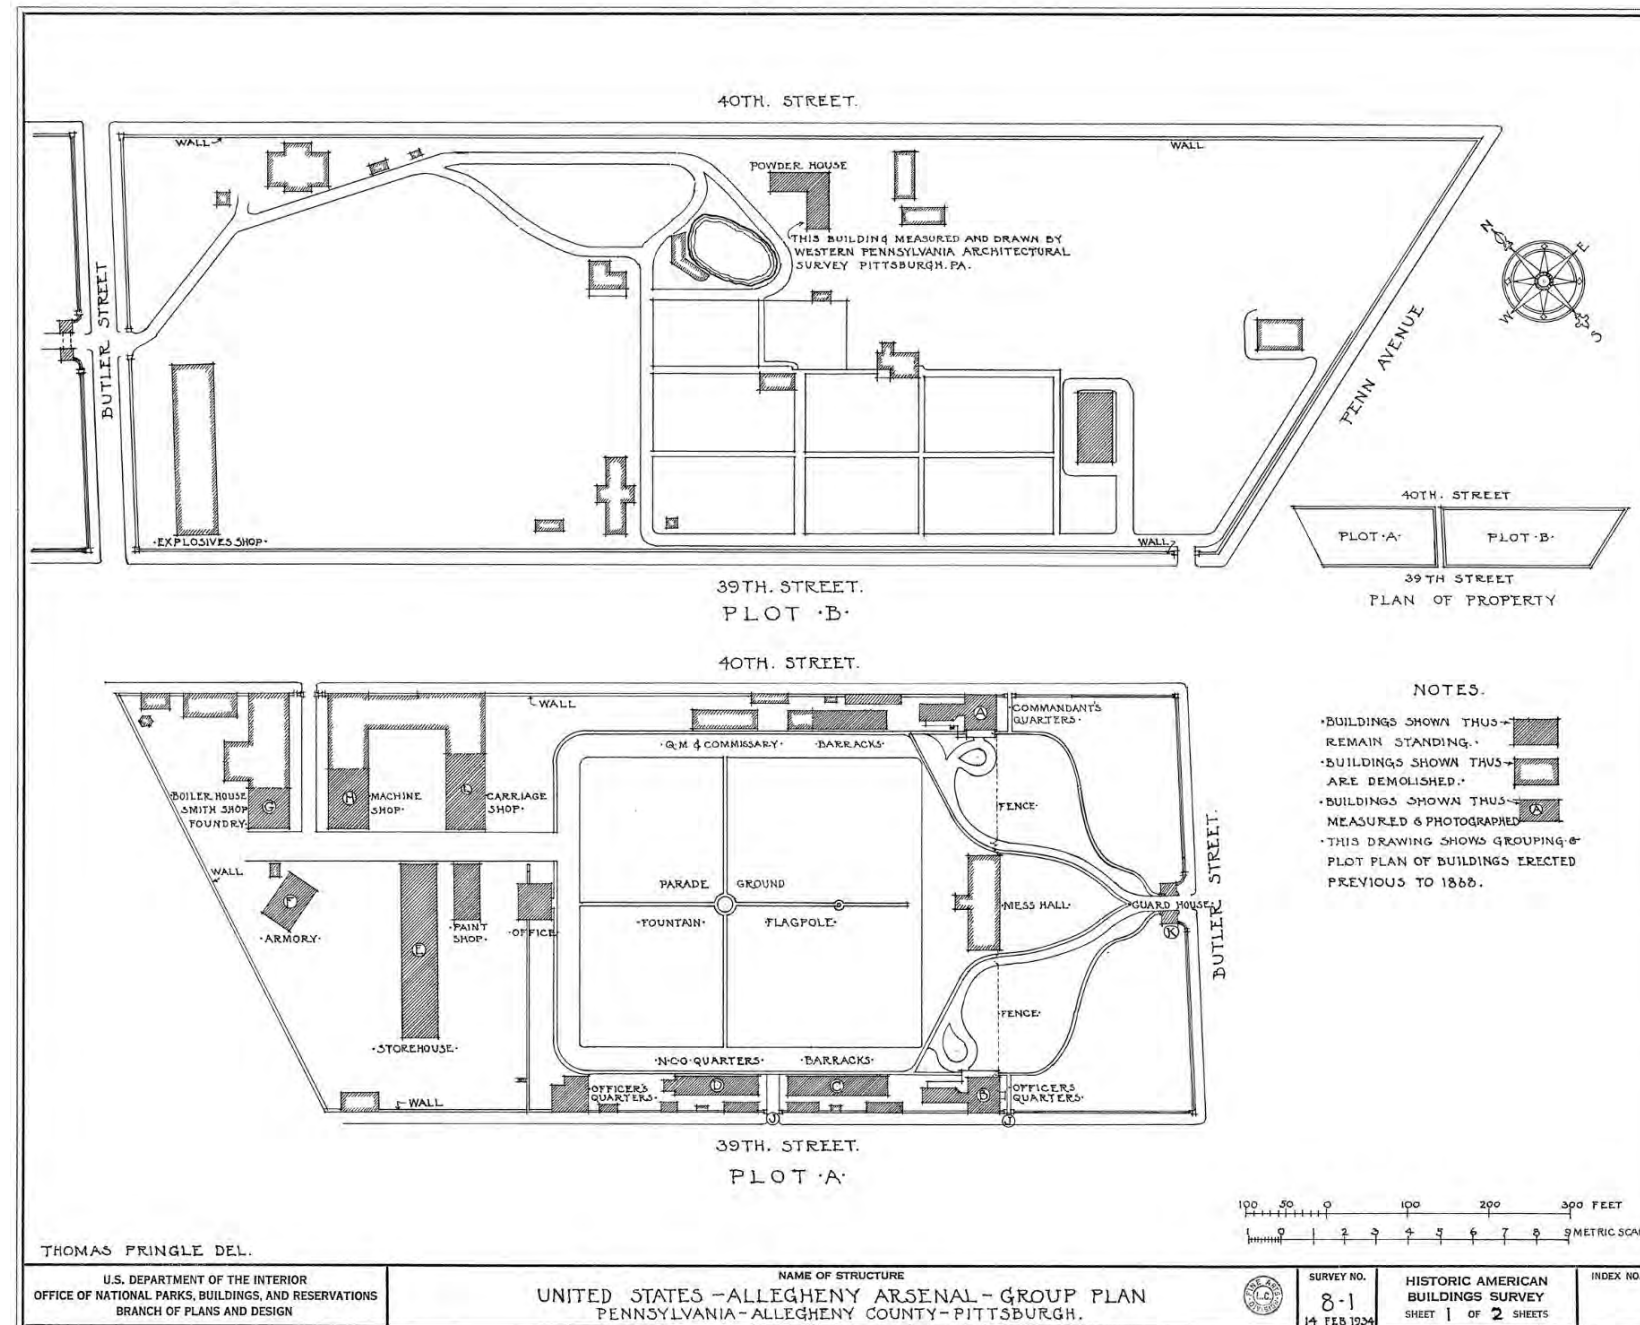 40TH. STREET.
WALL
WALL
POWDER HOUSE
THIS BUILDING MEASURED AND DRAWN BY
WESTERN PENNSYLVANIA ARCHITECTURAL
SURVEY PITTSBURGH. PA.
N
E
W
S
BUTLER STREET
PENN AVENUE
·EXPLOSIVES SHOP·
WALL
39TH. STREET.
PLOT ·B·
40TH. STREET
PLOT ·A·
PLOT ·B·
39TH STREET
PLAN OF PROPERTY
40TH. STREET.
WALL
A
COMMANDANT'S
QUARTERS·
·Q·M & COMMISSARY·
·BARRACKS·
·BOILER HOUSE
SMITH SHOP
FOUNDRY·
G
H
MACHINE
SHOP·
L
CARRIAGE
SHOP·
·FENCE·
WALL
F
·ARMORY·
E
·PAINT
SHOP·
·OFFICE·
PARADE GROUND
·FOUNTAIN·
·FLAGPOLE·
·MESS HALL·
·GUARD HOUSE·
K
BUTLER STREET.
·STOREHOUSE·
·FENCE·
·N·C·O·QUARTERS·
·BARRACKS·
WALL
·OFFICER'S
QUARTERS·
D
C
B
·OFFICERS
QUARTERS·
J
J
39TH. STREET.
PLOT ·A·
NOTES.
·BUILDINGS SHOWN THUS
REMAIN STANDING.·
·BUILDINGS SHOWN THUS
ARE DEMOLISHED.·
·BUILDINGS SHOWN THUS
A
MEASURED & PHOTOGRAPHED
·THIS DRAWING SHOWS GROUPING &
PLOT PLAN OF BUILDINGS ERECTED
PREVIOUS TO 1868.
100 50 0 100 200 300 FEET
1 0 1 2 3 4 5 6 7 8 9 METRIC SCAL
THOMAS PRINGLE DEL.
U.S. DEPARTMENT OF THE INTERIOR
OFFICE OF NATIONAL PARKS, BUILDINGS, AND RESERVATIONS
BRANCH OF PLANS AND DESIGN
NAME OF STRUCTURE
UNITED STATES -ALLEGHENY ARSENAL-GROUP PLAN
PENNSYLVANIA-ALLEGHENY COUNTY-PITTSBURGH.
FINE ARTS
L.C.
DIVISION
SURVEY NO.
8-1
14 FEB 1934
HISTORIC AMERICAN
BUILDINGS SURVEY
SHEET 1 OF 2 SHEETS
INDEX NO.